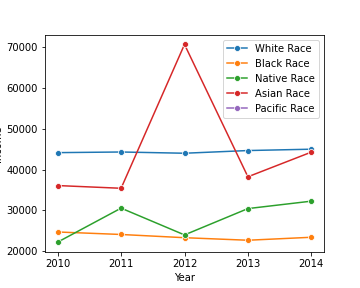 White Race
Black Race
Native Race
Asian Race
Pacific Race
70000
60000
50000
40000
30000
20000
2010 2011 2012 2013 2014
Year